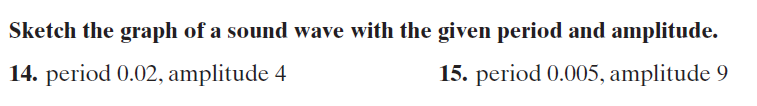 Sketch the graph of a sound wave with the given period and amplitude.
14. period 0.02, amplitude 4 15. period 0.005, amplitude 9